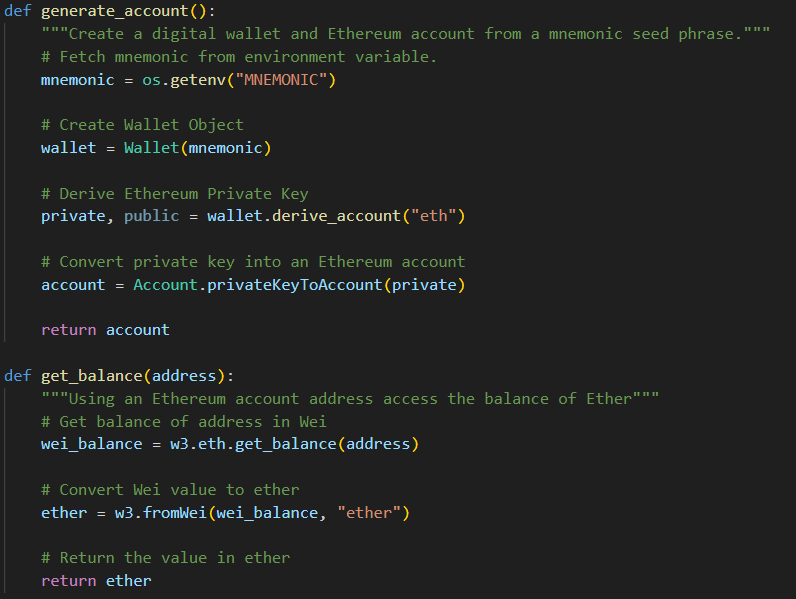 def generate_account():
    """Create a digital wallet and Ethereum account from a mnemonic seed phrase."""
    # Fetch mnemonic from environment variable.
    mnemonic = os.getenv("MNEMONIC")

    # Create Wallet Object
    wallet = Wallet(mnemonic)

    # Derive Ethereum Private Key
    private, public = wallet.derive_account("eth")

    # Convert private key into an Ethereum account
    account = Account.privateKeyToAccount(private)

    return account

def get_balance(address):
    """Using an Ethereum account address access the balance of Ether"""
    # Get balance of address in Wei
    wei_balance = w3.eth.get_balance(address)

    # Convert Wei value to ether
    ether = w3.fromWei(wei_balance, "ether")

    # Return the value in ether
    return ether